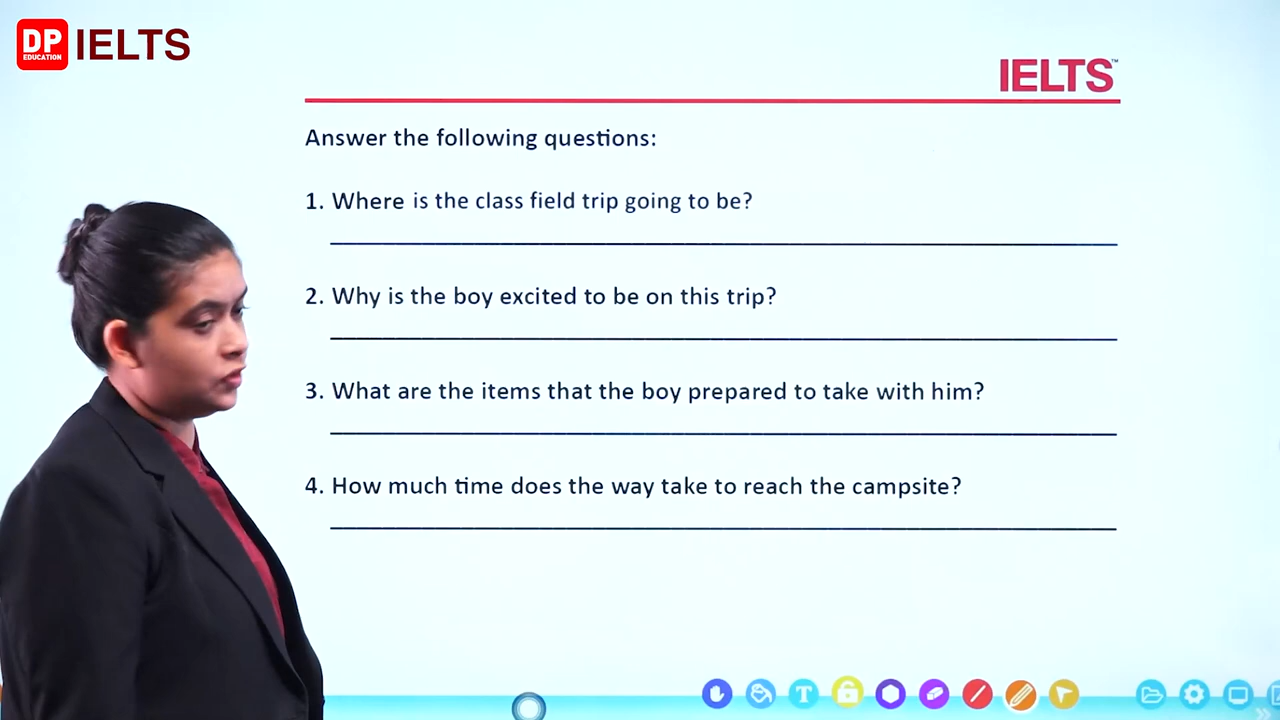 DP
EDUCATION
IELTS
IELTS™
Answer the following questions:
1. Where is the class field trip going to be?
2. Why is the boy excited to be on this trip?
3. What are the items that the boy prepared to take with him?
4. How much time does the way take to reach the campsite?
T